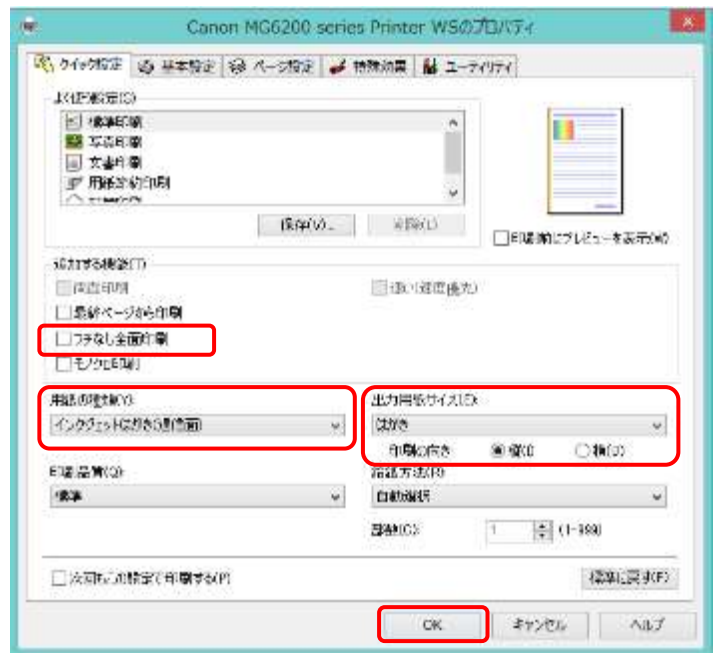 Canon MG6200 series Printer WSのプロパティ
クイック設定 基本設定 ページ設定 特殊効果 ユーティリティ
よく使う設定(S)
標準印刷
写真印刷
文書印刷
用紙節約印刷
保存(V)... 削除(L)
印刷前にプレビューを表示(W)
追加する機能(T)
両面印刷 速い(速度優先)
最終ページから印刷
フチなし全面印刷
モノクロ印刷
用紙の種類(Y): 出力用紙サイズ(E):
インクジェットはがき(通信面) はがき
印刷の向き 縦(I) 横(J)
印刷品質(Q) 給紙方法(R)
標準 自動選択
部数(C): 1 (1-999)
次回もこの設定で印刷する(P) 標準に戻す(F)
OK キャンセル ヘルプ